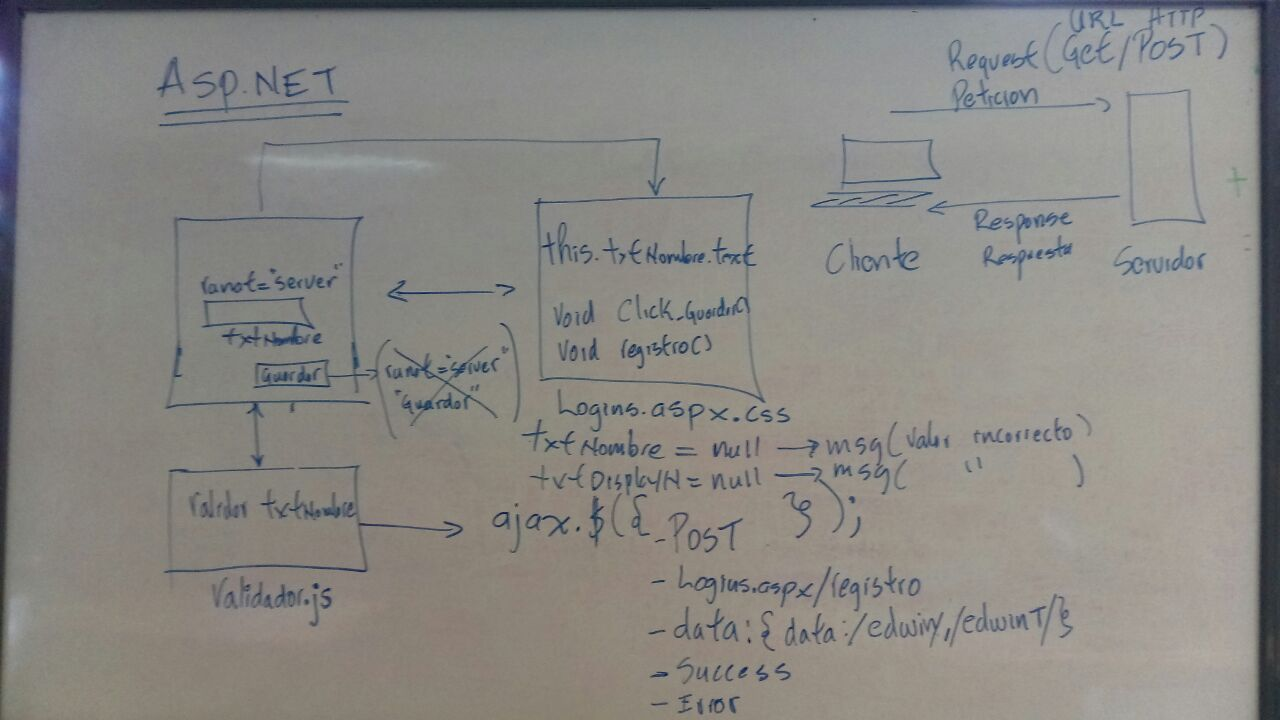 Asp.NET
URL HTTP
Request (Get/POST)
Peticion
Response
Respuesta
Cliente
Servidor
runat="server"
txtNombre
Guardar
runat="server"
"Guardar"
this.txtNombre.text
void Click_Guardar()
void registro()
Logins.aspx.css
txtNombre = null → msg(valor incorrecto)
txtDisplayN = null → msg( " )
validar txtNombre
Validador.js
ajax.$({ });
- POST
- Logins.aspx/registro
- data: { data:/edwin/,/edwinT/}
- Success
- Error